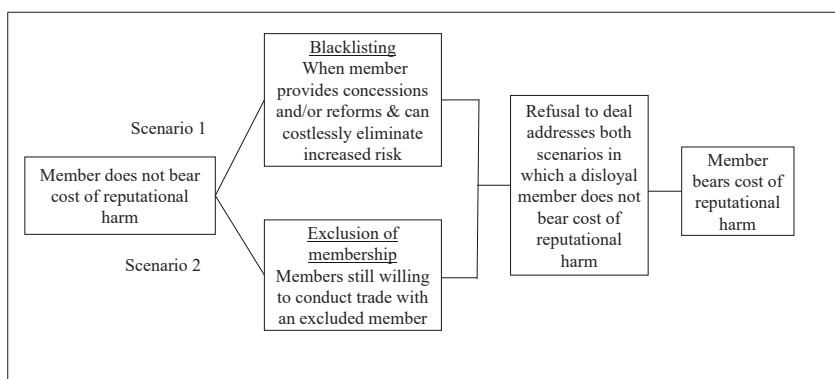 Member does not bear
cost of reputational
harm
Scenario 1
Scenario 2
Blacklisting
When member
provides concessions
and/or reforms & can
costlessly eliminate
increased risk
Exclusion of
membership
Members still willing
to conduct trade with
an excluded member
Refusal to deal
addresses both
scenarios in
which a disloyal
member does not
bear cost of
reputational
harm
Member
bears cost of
reputational
harm